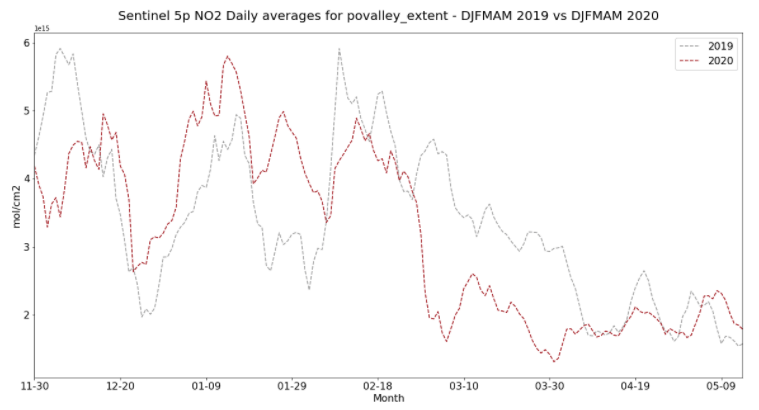 Sentinel 5p NO2 Daily averages for povalley_extent - DJFMAM 2019 vs DJFMAM 2020
1e15
2019
2020
6
5
4
3
2
mol/cm2
11-30 12-20 01-09 01-29 02-18 03-10 03-30 04-19 05-09
Month